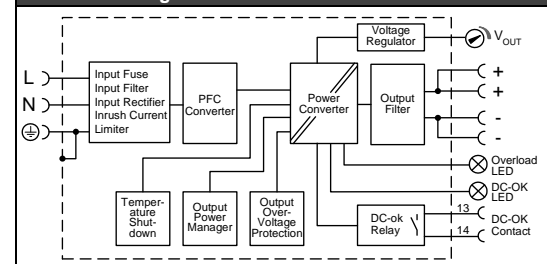 Voltage
Regulator
VOUT
L
N
Input Fuse
Input Filter
Input Rectifier
Inrush Current
Limiter
PFC
Converter
Power
Converter
Output
Filter
+
+
-
-
Overload
LED
DC-OK
LED
Temper-
ature
Shut-
down
Output
Power
Manager
Output
Over-
Voltage
Protection
DC-ok
Relay
13
14
DC-OK
Contact